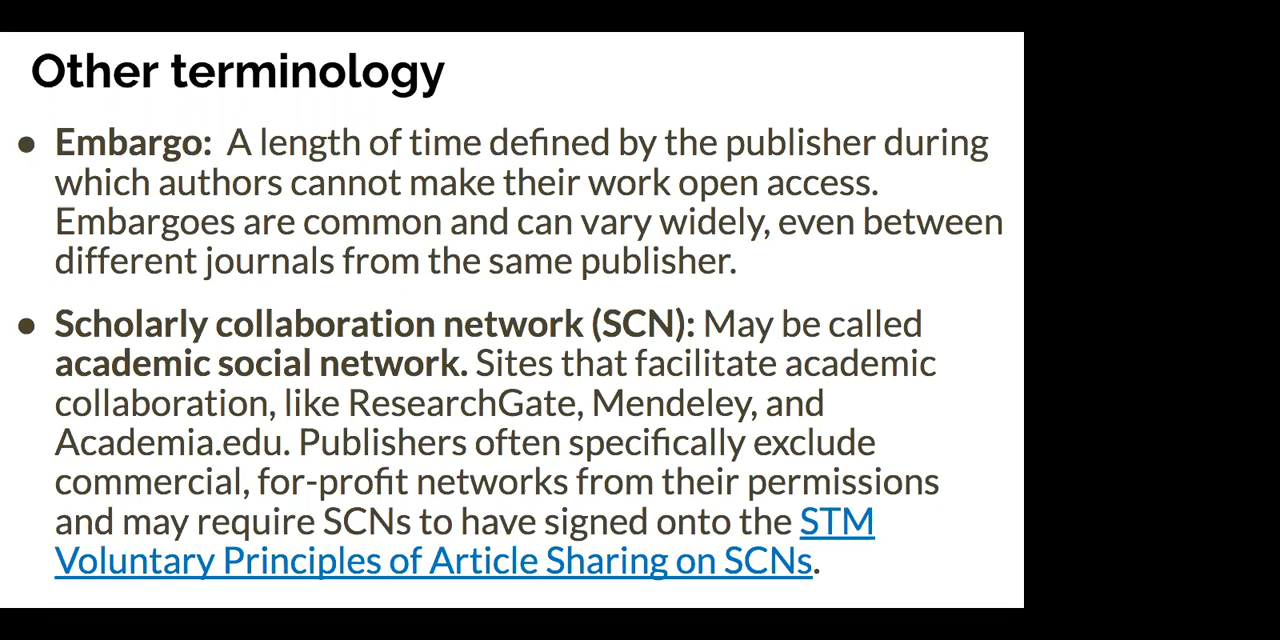 Other terminology
● Embargo: A length of time defined by the publisher during
which authors cannot make their work open access.
Embargoes are common and can vary widely, even between
different journals from the same publisher.
● Scholarly collaboration network (SCN): May be called
academic social network. Sites that facilitate academic
collaboration, like ResearchGate, Mendeley, and
Academia.edu. Publishers often specifically exclude
commercial, for-profit networks from their permissions
and may require SCNs to have signed onto the STM
Voluntary Principles of Article Sharing on SCNs.